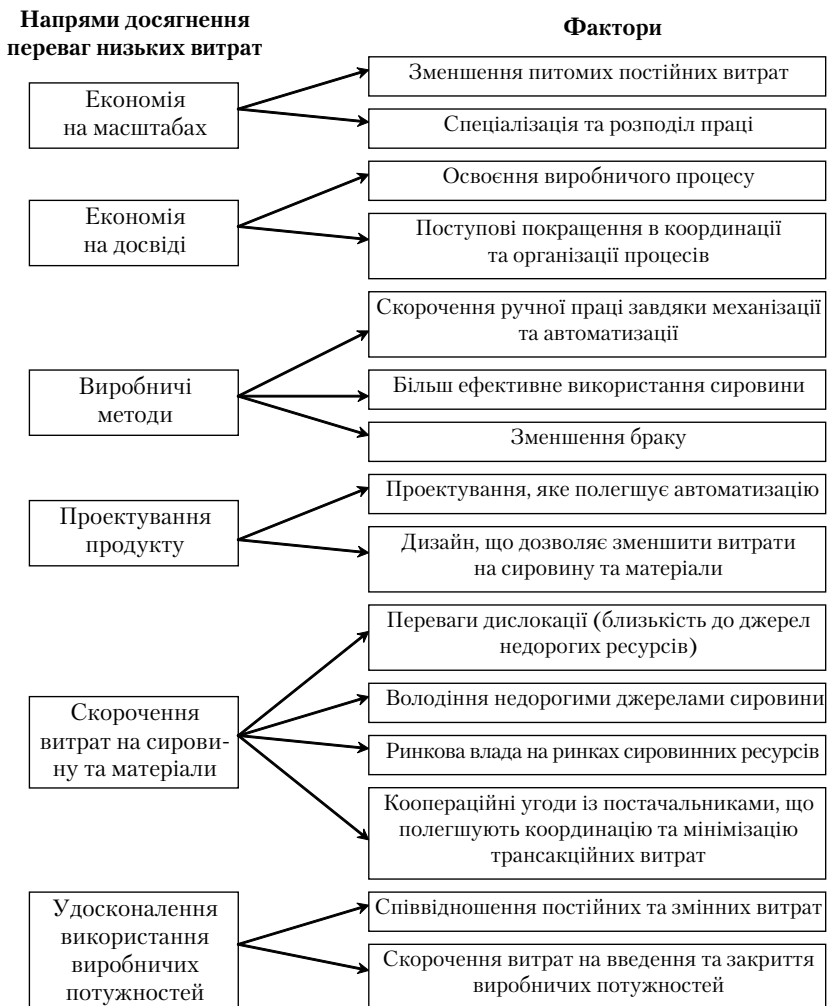 Напрями досягнення
переваг низьких витрат
Фактори
Економія
на масштабах
Зменшення питомих постійних витрат
Спеціалізація та розподіл праці
Економія
на досвіді
Освоєння виробничого процесу
Поступові покращення в координації
та організації процесів
Виробничі
методи
Скорочення ручної праці завдяки механізації
та автоматизації
Більш ефективне використання сировини
Зменшення браку
Проектування
продукту
Проектування, яке полегшує автоматизацію
Дизайн, що дозволяє зменшити витрати
на сировину та матеріали
Скорочення
витрат на сирови-
ну та матеріали
Переваги дислокації (близькість до джерел
недорогих ресурсів)
Володіння недорогими джерелами сировини
Ринкова влада на ринках сировинних ресурсів
Коопераційні угоди із постачальниками, що
полегшують координацію та мінімізацію
трансакційних витрат
Удосконалення
використання
виробничих
потужностей
Співвідношення постійних та змінних витрат
Скорочення витрат на введення та закриття
виробничих потужностей